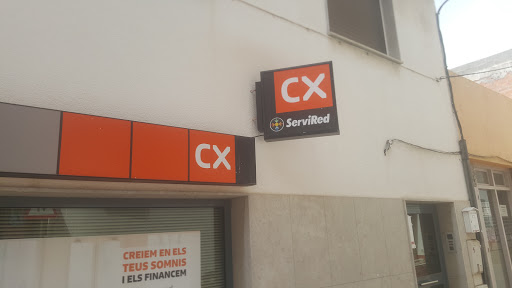 CX
ServiRed
CX
CREIEM EN ELS
TEUS SOMNIS
I ELS FINANCEM